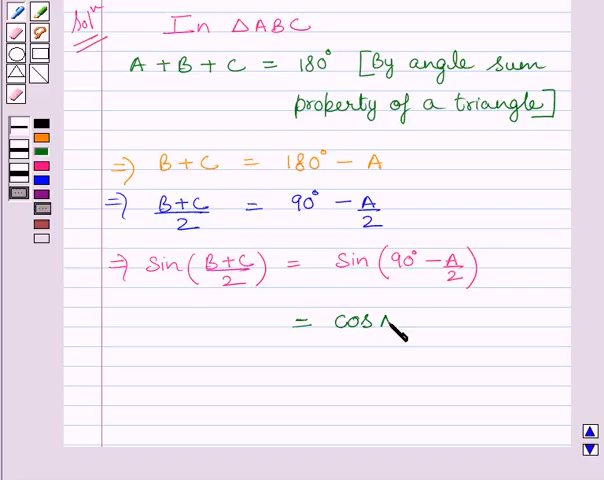 Solⁿ In △ABC
A + B + C = 180° [By angle sum
property of a triangle]
⇒) B+C = 180° − A
⇒) B+C/2 = 90° − A/2
⇒) sin(B+C/2) = sin(90° − A/2)
= cos